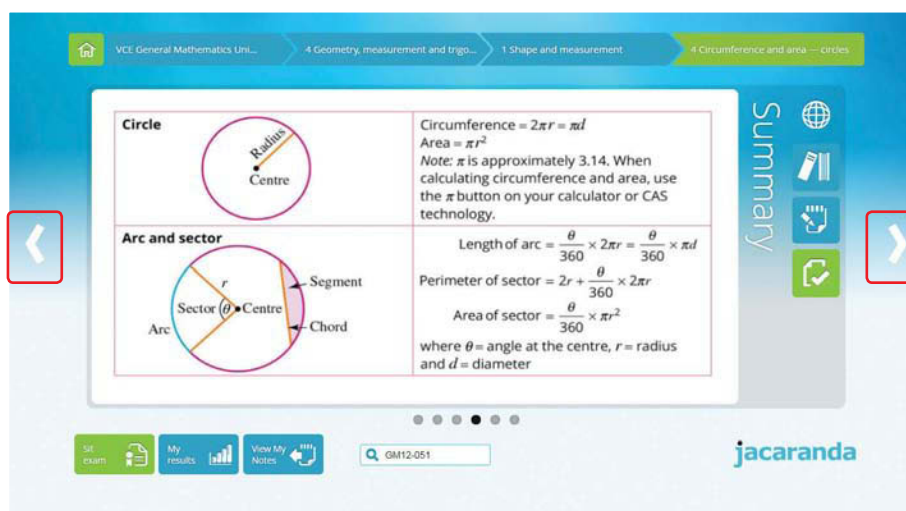 VCE General Mathematics Uni...
4 Geometry, measurement and trigo...
1 Shape and measurement
4 Circumference and area — circles
Summary
Circle
Radius
Centre
Circumference = 2πr = πd
Area = πr²
Note: π is approximately 3.14. When
calculating circumference and area, use
the π button on your calculator or CAS
technology.
Arc and sector
r
Segment
Sector θ Centre
Arc
Chord
Length of arc = θ/360 × 2πr = θ/360 × πd
Perimeter of sector = 2r + θ/360 × 2πr
Area of sector = θ/360 × πr²
where θ = angle at the centre, r = radius
and d = diameter
Sit
exam
My
results
View My
Notes
GM12-051
jacaranda